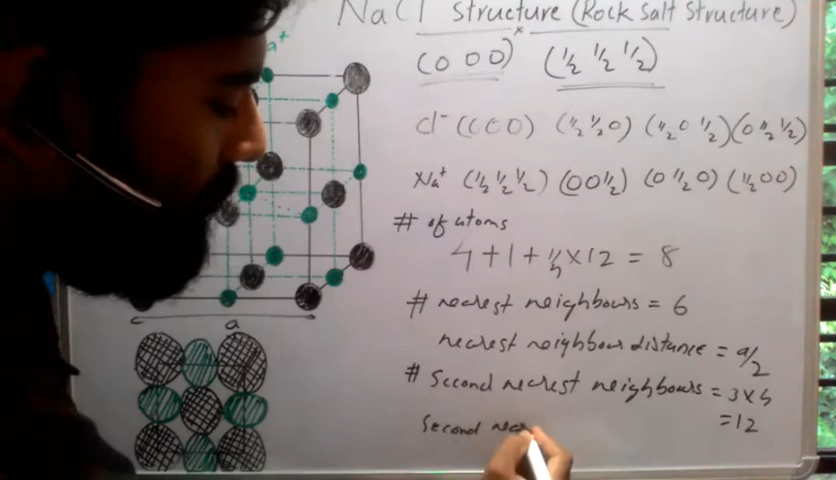 NaCl Structure (Rock Salt Structure)
(0 0 0) (½ ½ ½)
Cl⁻ (000) (½ ½ 0) (½ 0 ½) (0 ½ ½)
Na⁺ (½ ½ ½) (0 0 ½) (0 ½ 0) (½ 0 0)
# of atoms
4 + 1 + ¼ × 12 = 8
# nearest neighbours = 6
nearest neighbour distance = a/2
# Second nearest neighbours = 3 × 4
= 12
Second
a⁺
a